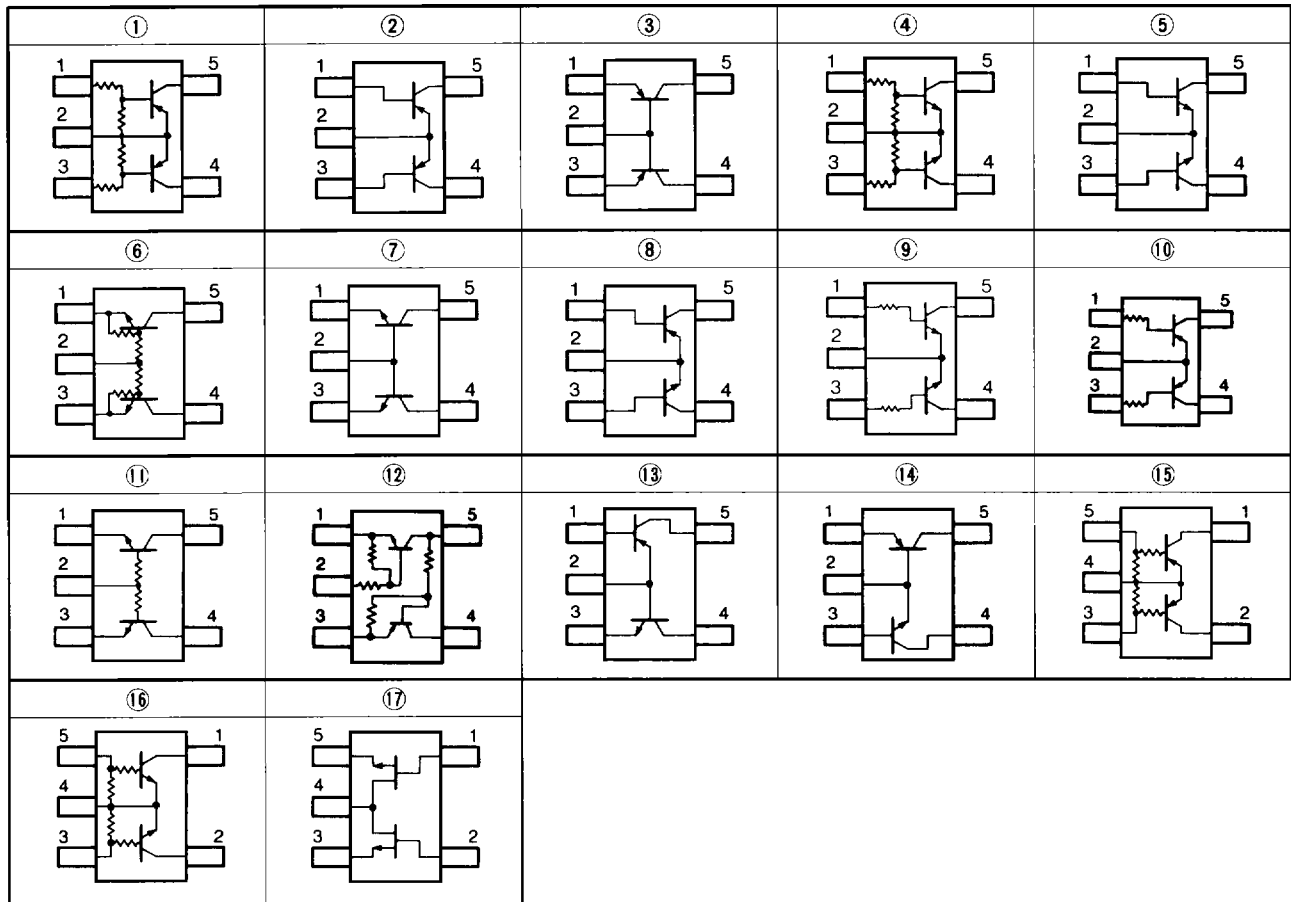 ① ② ③ ④ ⑤
1 5 1 5 1 5 1 5 1 5
2 2 2 2 2
3 4 3 4 3 4 3 4 3 4
⑥ ⑦ ⑧ ⑨ ⑩
1 5 1 5 1 5 1 5 1 5
2 2 2 2 2
3 4 3 4 3 4 3 4 3 4
⑪ ⑫ ⑬ ⑭ ⑮
1 5 1 5 1 5 1 5 5 1
2 2 2 2 4
3 4 3 4 3 4 3 4 3 2
⑯ ⑰
5 1 5 1
4 4
3 2 3 2